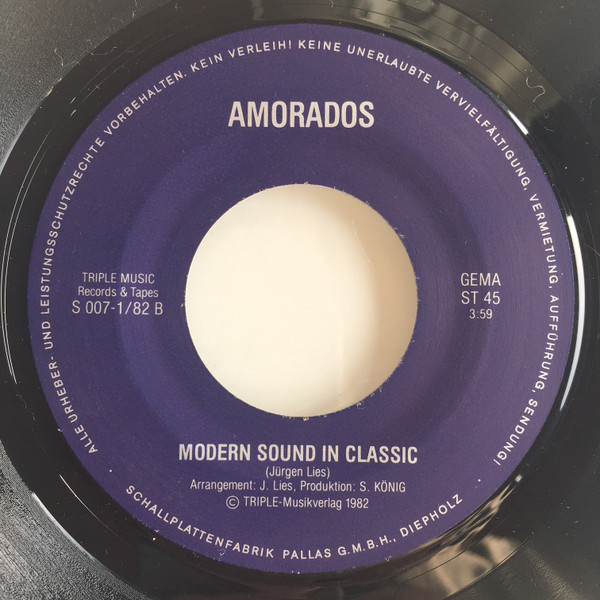 ALLE URHEBER- UND LEISTUNGSSCHUTZRECHTE VORBEHALTEN. KEIN VERLEIH! KEINE UNERLAUBTE VERVIELFÄLTIGUNG, VERMIETUNG, AUFFÜHRUNG, SENDUNG!
AMORADOS
TRIPLE MUSIC
Records & Tapes
S 007-1/82 B
GEMA
ST 45
3:59
MODERN SOUND IN CLASSIC
(Jürgen Lies)
Arrangement: J. Lies, Produktion: S. KÖNIG
© TRIPLE-Musikverlag 1982
SCHALLPLATTENFABRIK PALLAS G.M.B.H., DIEPHOLZ